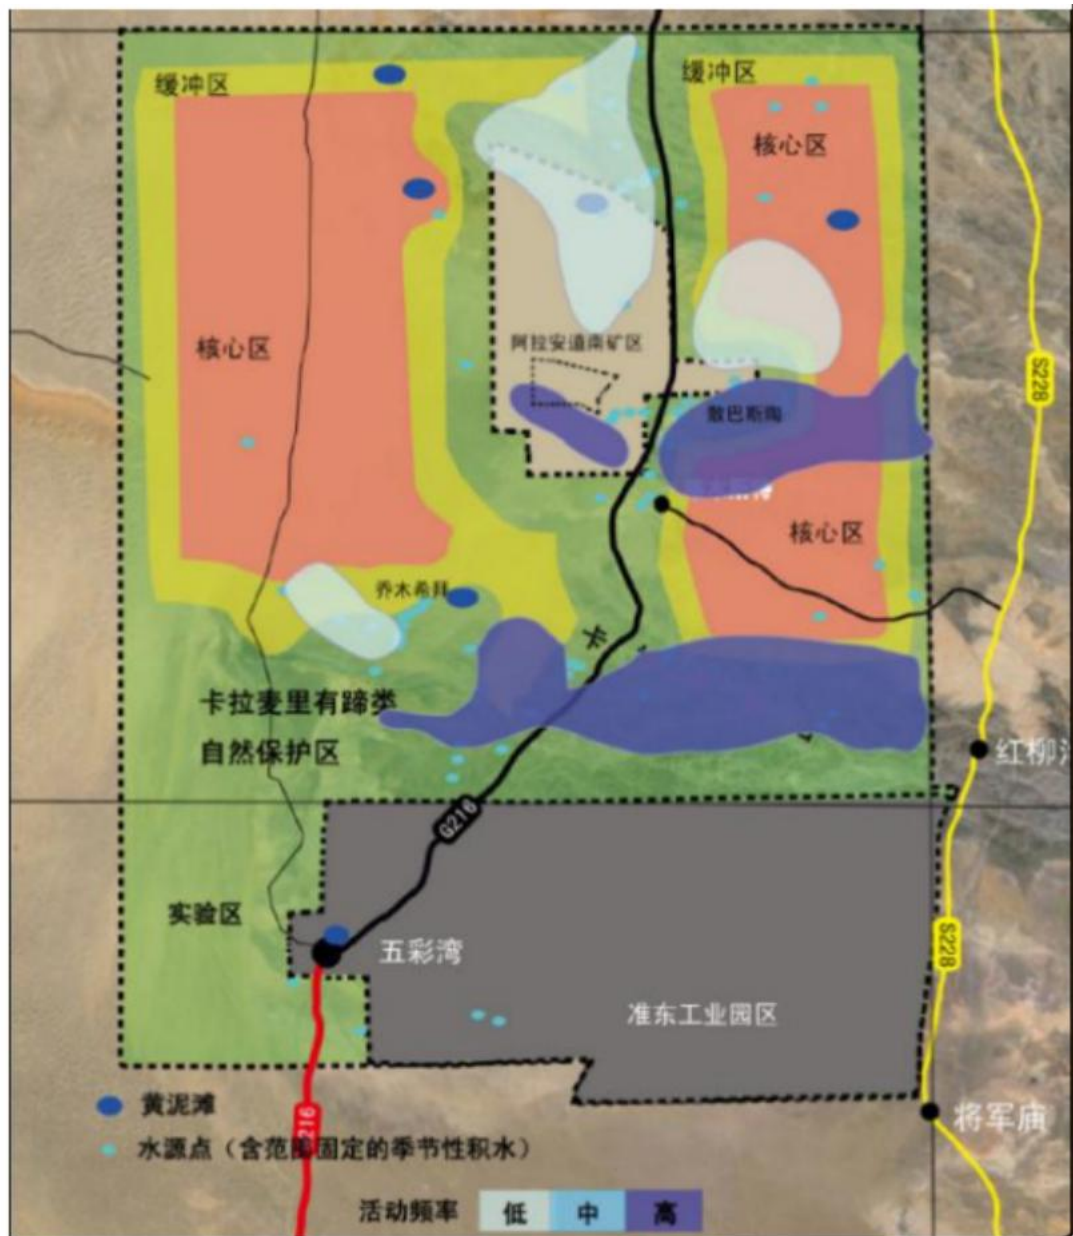 缓冲区
缓冲区
核心区
核心区
阿拉安道南矿区
散巴斯陶
核心区
乔木希拜
卡
卡拉麦里有蹄类
自然保护区
红柳
G216
实验区
五彩湾
准东工业园区
S228
S228
将军庙
黄泥滩
216
水源点（含范围固定的季节性积水）
活动频率 低 中 高